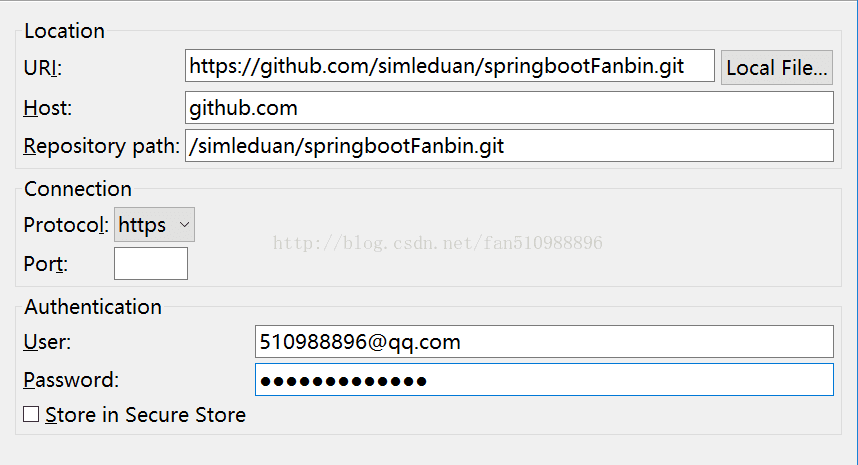 Location
URI: https://github.com/simleduan/springbootFanbin.git Local File...
Host: github.com
Repository path: /simleduan/springbootFanbin.git
Connection
Protocol: https
http://blog.csdn.net/fan510988896
Port:
Authentication
User: 510988896@qq.com
Password: ●●●●●●●●●●●●●
Store in Secure Store